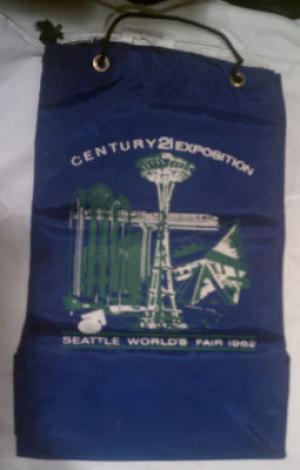 CENTURY 21 EXPOSITION
SEATTLE WORLD'S FAIR 1962